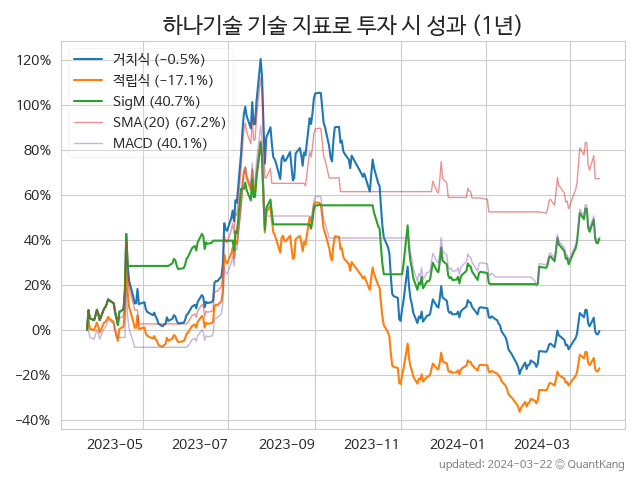 하나기술 기술 지표로 투자 시 성과 (1년)
120%
100%
80%
60%
40%
20%
0%
−20%
−40%
거치식 (−0.5%)
적립식 (−17.1%)
SigM (40.7%)
SMA(20) (67.2%)
MACD (40.1%)
2023−05
2023−07
2023−09
2023−11
2024−01
2024−03
updated: 2024−03−22 © QuantKang